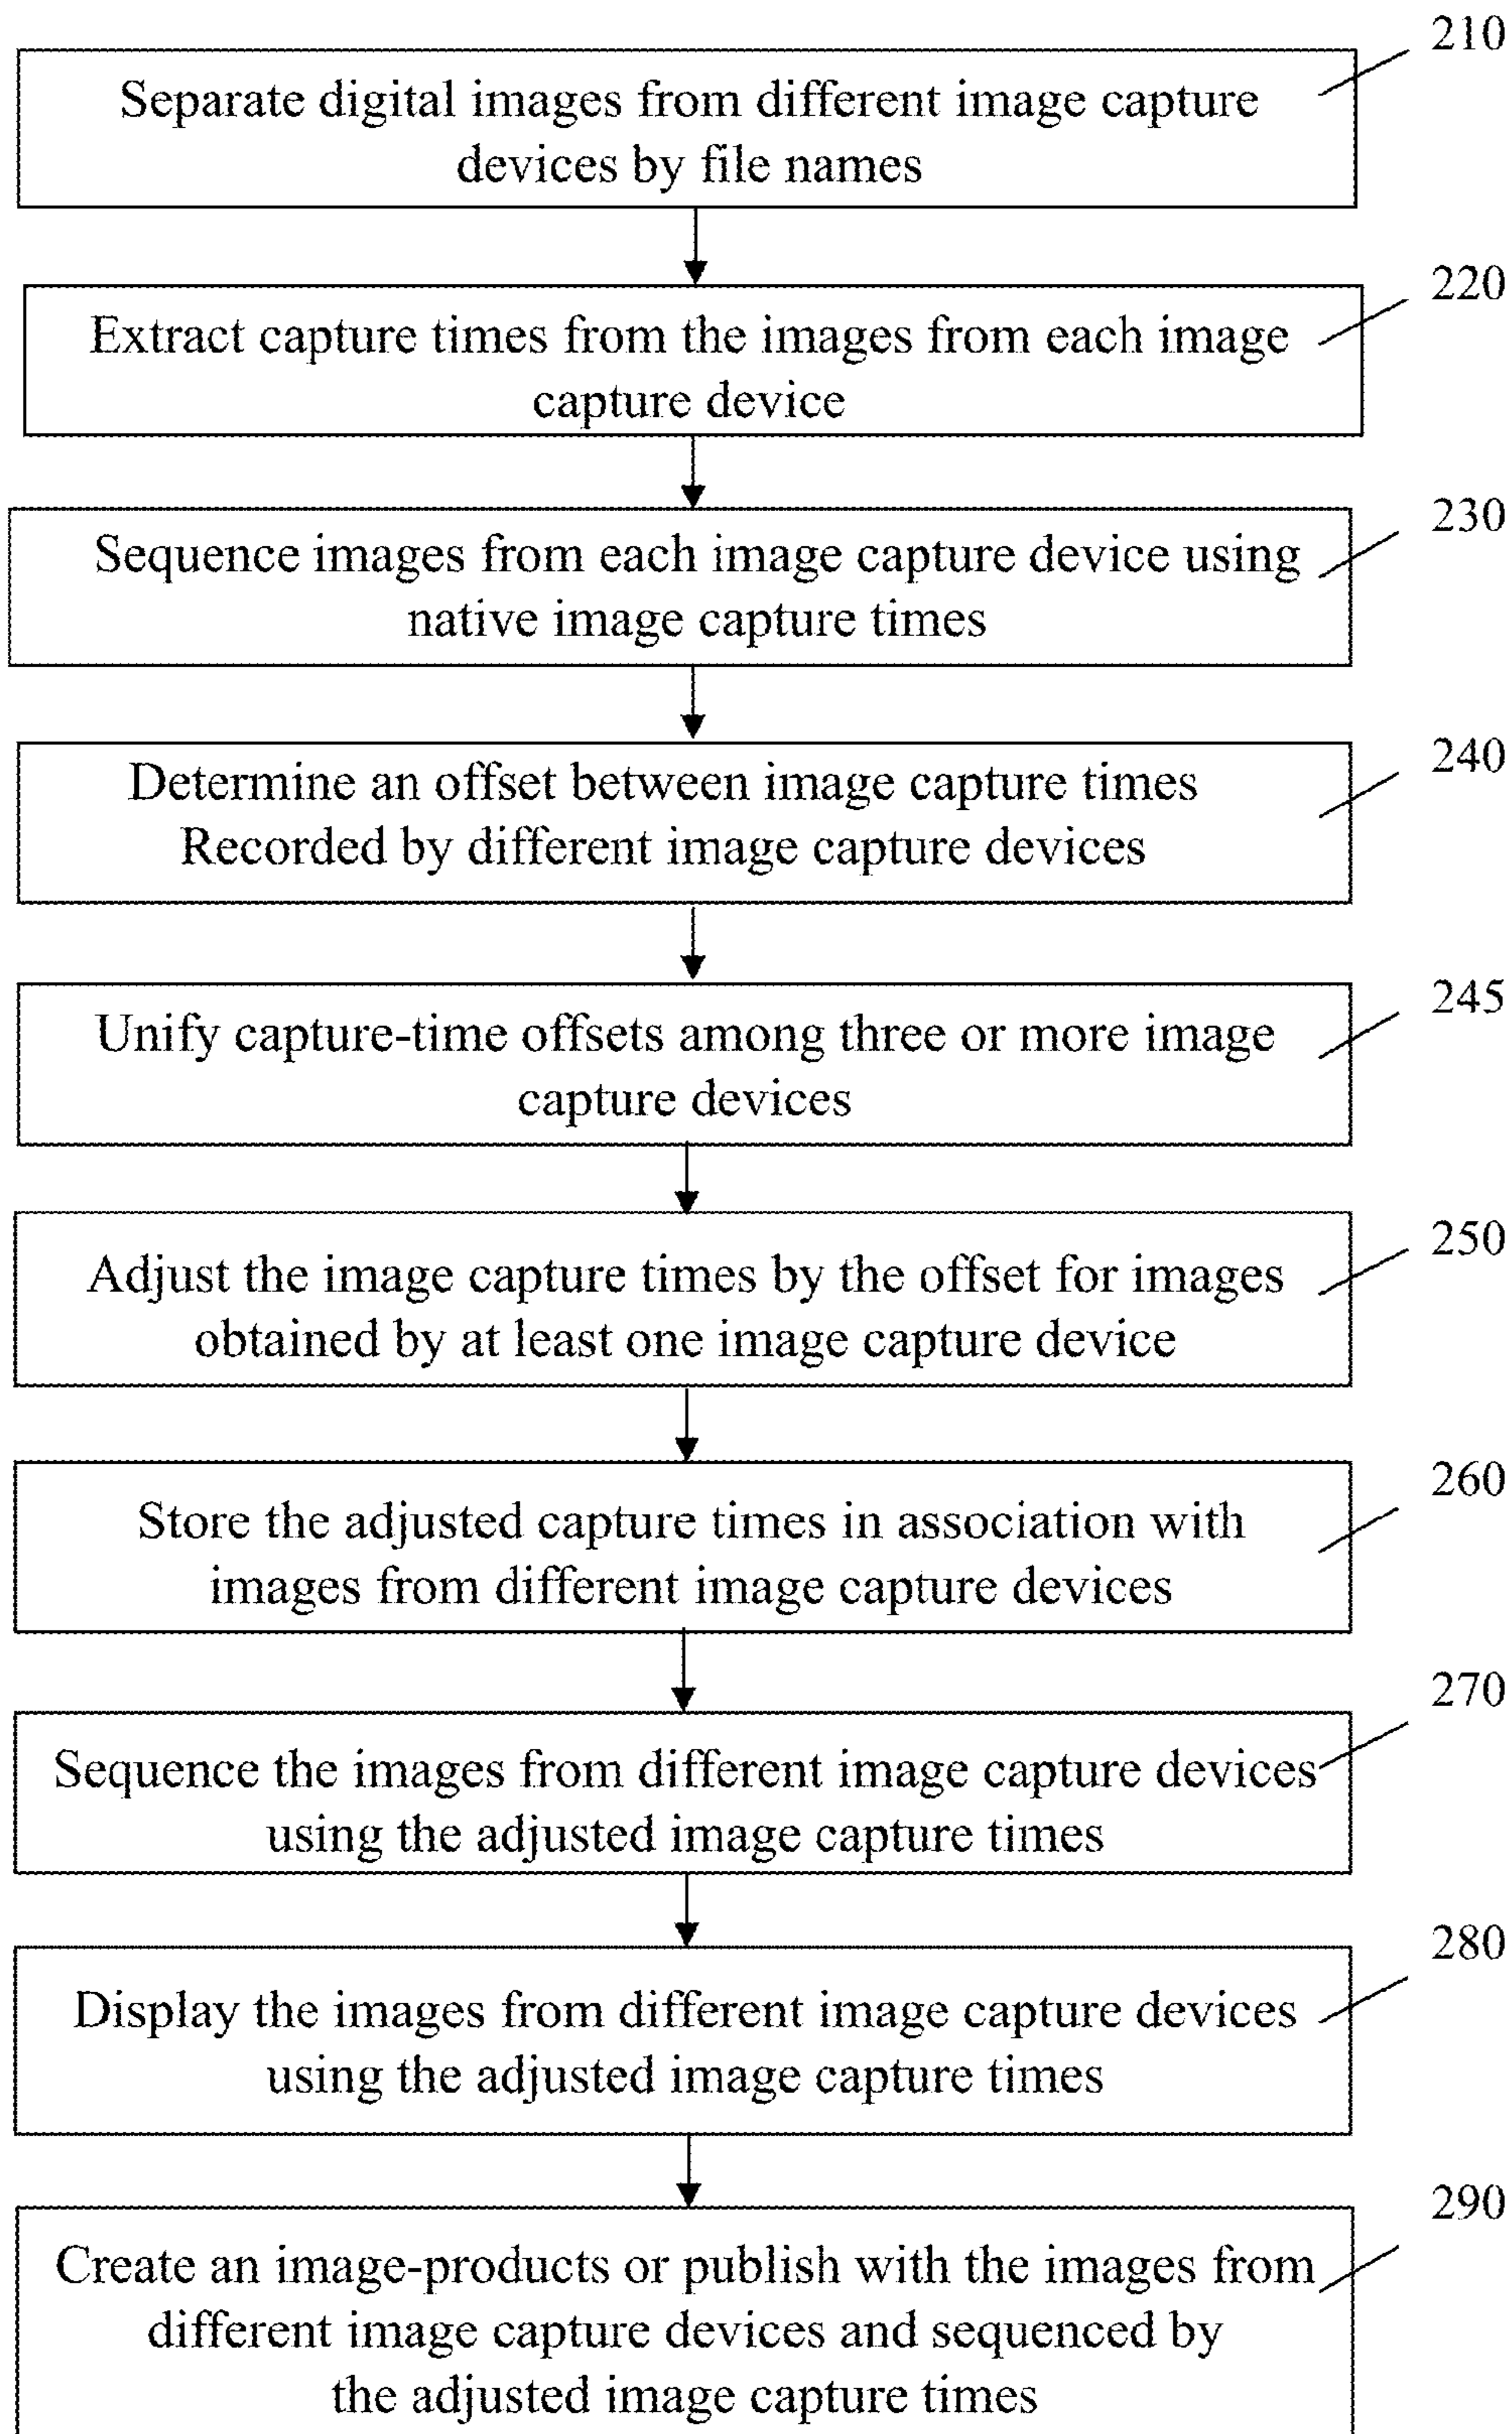 210
Separate digital images from different image capture
devices by file names
220
Extract capture times from the images from each image
capture device
230
Sequence images from each image capture device using
native image capture times
240
Determine an offset between image capture times
Recorded by different image capture devices
245
Unify capture-time offsets among three or more image
capture devices
250
Adjust the image capture times by the offset for images
obtained by at least one image capture device
260
Store the adjusted capture times in association with
images from different image capture devices
270
Sequence the images from different image capture devices
using the adjusted image capture times
280
Display the images from different image capture devices
using the adjusted image capture times
290
Create an image-products or publish with the images from
different image capture devices and sequenced by
the adjusted image capture times